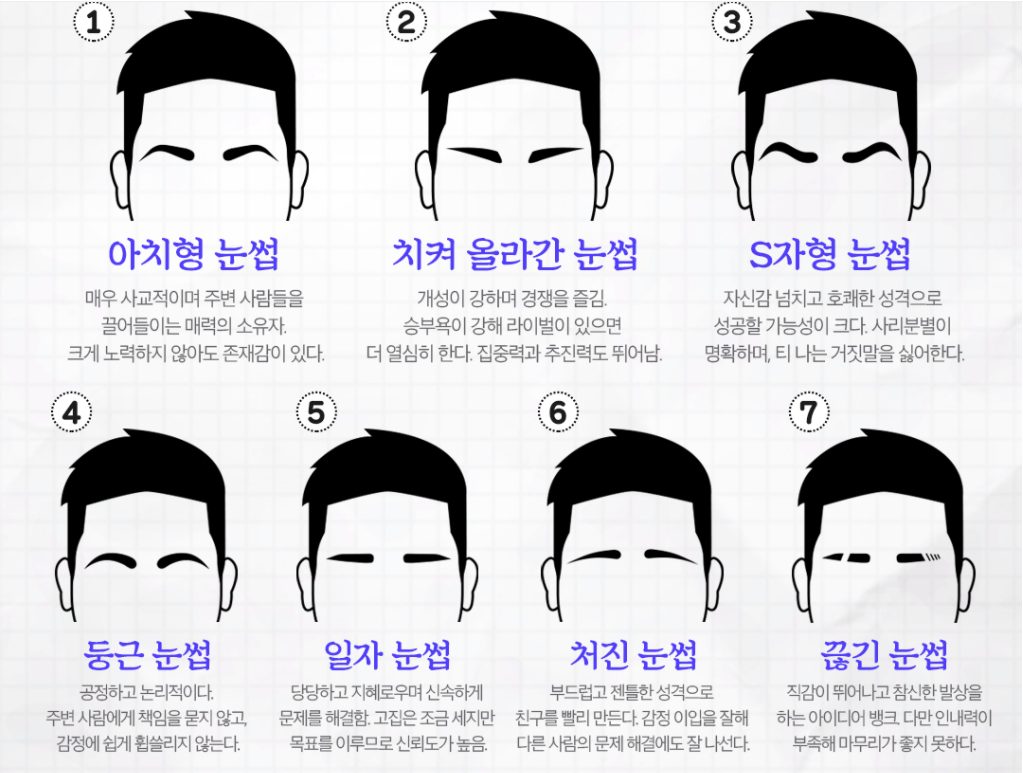 1
아치형 눈썹
매우 사교적이며 주변 사람들을
끌어들이는 매력의 소유자.
크게 노력하지 않아도 존재감이 있다.
2
치켜 올라간 눈썹
개성이 강하며 경쟁을 즐김.
승부욕이 강해 라이벌이 있으면
더 열심히 한다. 집중력과 추진력도 뛰어남.
3
S자형 눈썹
자신감 넘치고 호쾌한 성격으로
성공할 가능성이 크다. 사리분별이
명확하며, 티 나는 거짓말을 싫어한다.
4
둥근 눈썹
공정하고 논리적이다.
주변 사람에게 책임을 묻지 않고,
감정에 쉽게 휩쓸리지 않는다.
5
일자 눈썹
당당하고 지혜로우며 신속하게
문제를 해결함. 고집은 조금 세지만
목표를 이루므로 신뢰도가 높음.
6
처진 눈썹
부드럽고 젠틀한 성격으로
친구를 빨리 만든다. 감정 이입을 잘해
다른 사람의 문제 해결에도 잘 나선다.
7
끊긴 눈썹
직감이 뛰어나고 참신한 발상을
하는 아이디어 뱅크. 다만 인내력이
부족해 마무리가 좋지 못하다.